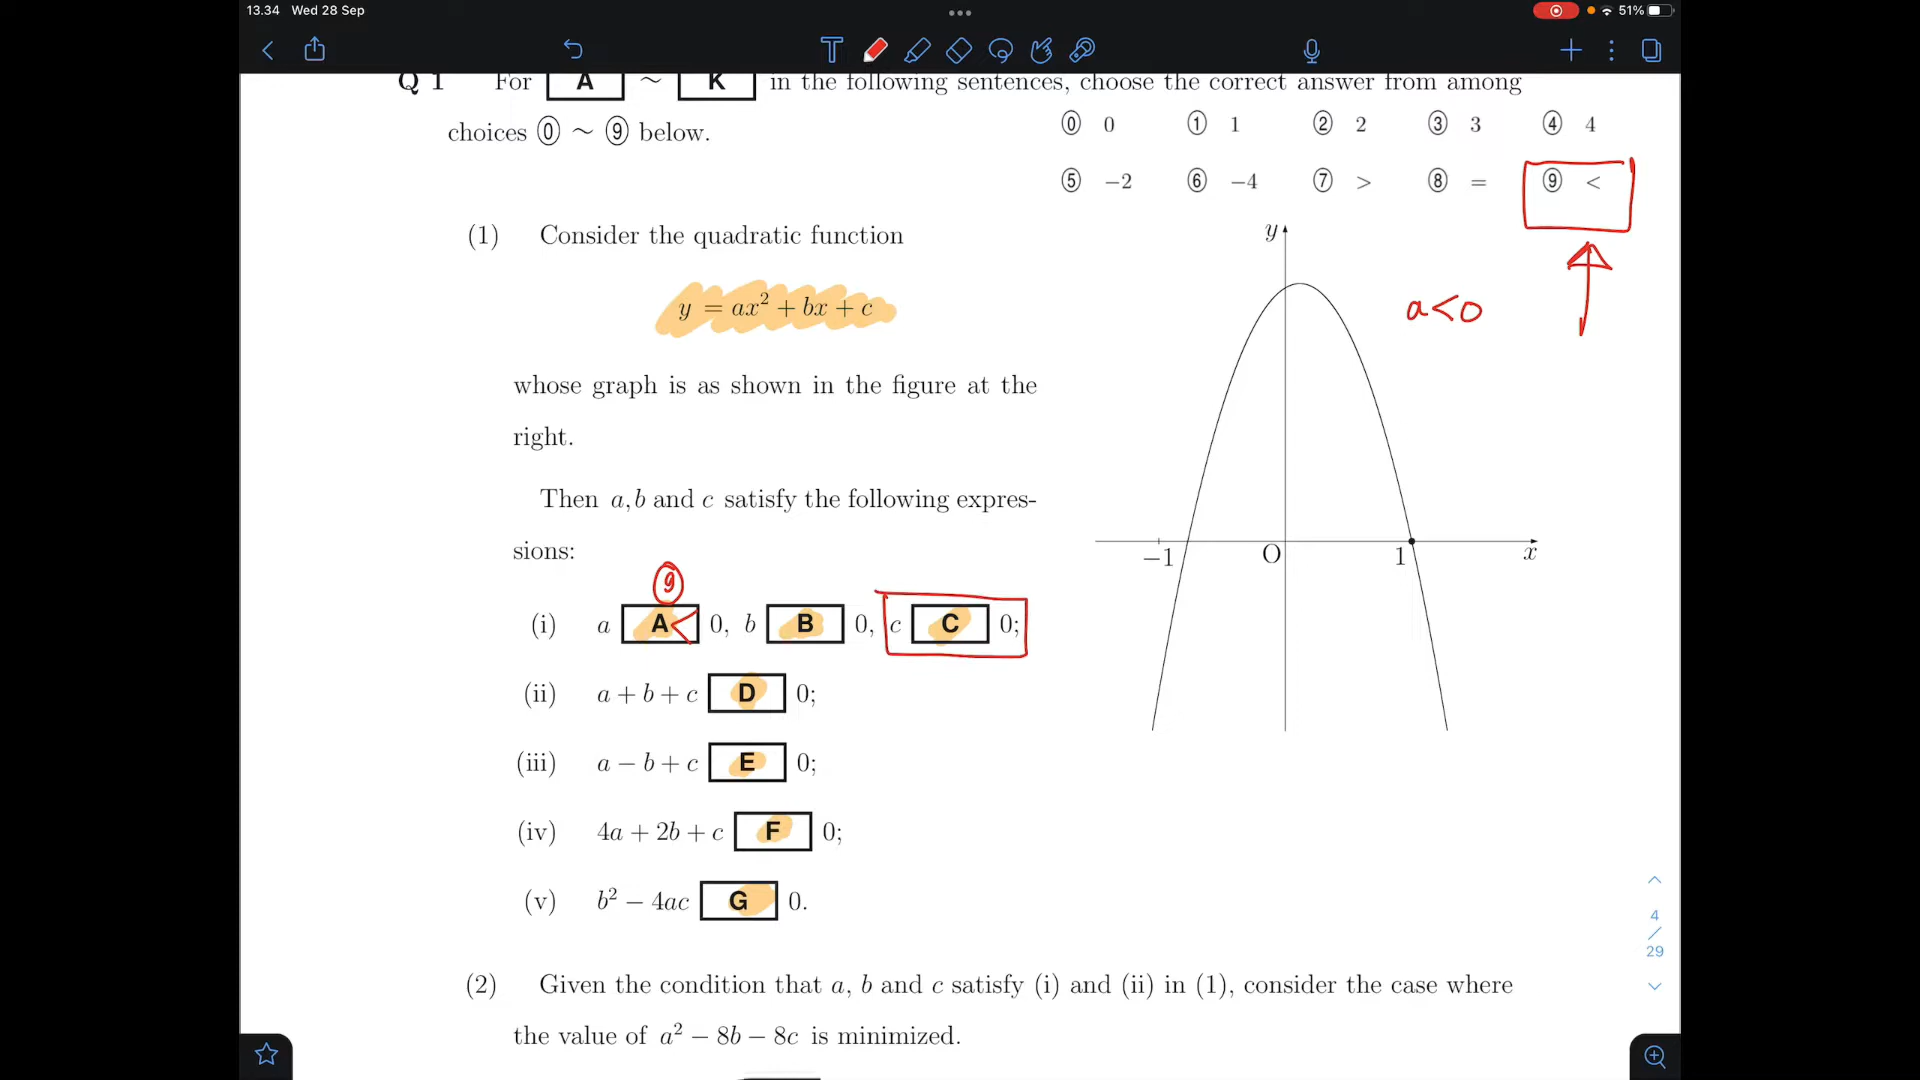 13.34 Wed 28 Sep
51%
Q 1 For A ~ K in the following sentences, choose the correct answer from among
choices ⓪ ~ ⑨ below.
⓪ 0 ① 1 ② 2 ③ 3 ④ 4
⑤ −2 ⑥ −4 ⑦ > ⑧ = ⑨ <
(1) Consider the quadratic function
y = ax² + bx + c
whose graph is as shown in the figure at the
right.
Then a, b and c satisfy the following expres-
sions:
9
(i) a A < 0, b B 0, c C 0;
(ii) a + b + c D 0;
(iii) a − b + c E 0;
(iv) 4a + 2b + c F 0;
(v) b² − 4ac G 0.
y
a<0
−1 O 1 x
(2) Given the condition that a, b and c satisfy (i) and (ii) in (1), consider the case where
the value of a² − 8b − 8c is minimized.
4
/
29